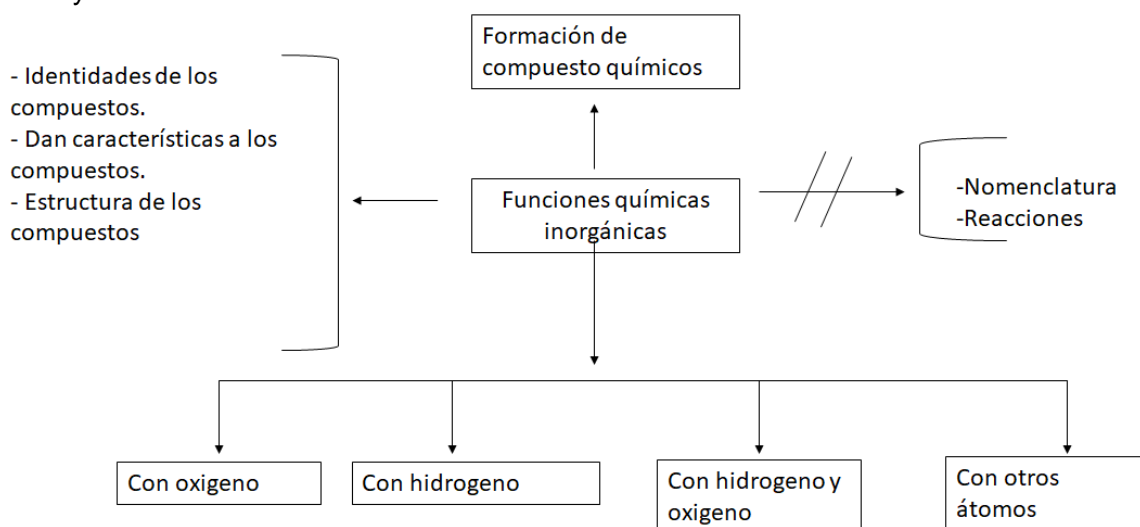 Formación de
compuesto químicos
- Identidades de los
compuestos.
- Dan características a los
compuestos.
- Estructura de los
compuestos
Funciones químicas
inorgánicas
-Nomenclatura
-Reacciones
Con oxigeno
Con hidrogeno
Con hidrogeno y
oxigeno
Con otros
átomos